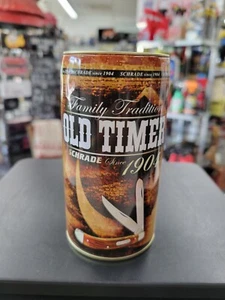 SCHRADE since 1904
Family Tradition
OLD TIMER
SCHRADE Since
1904